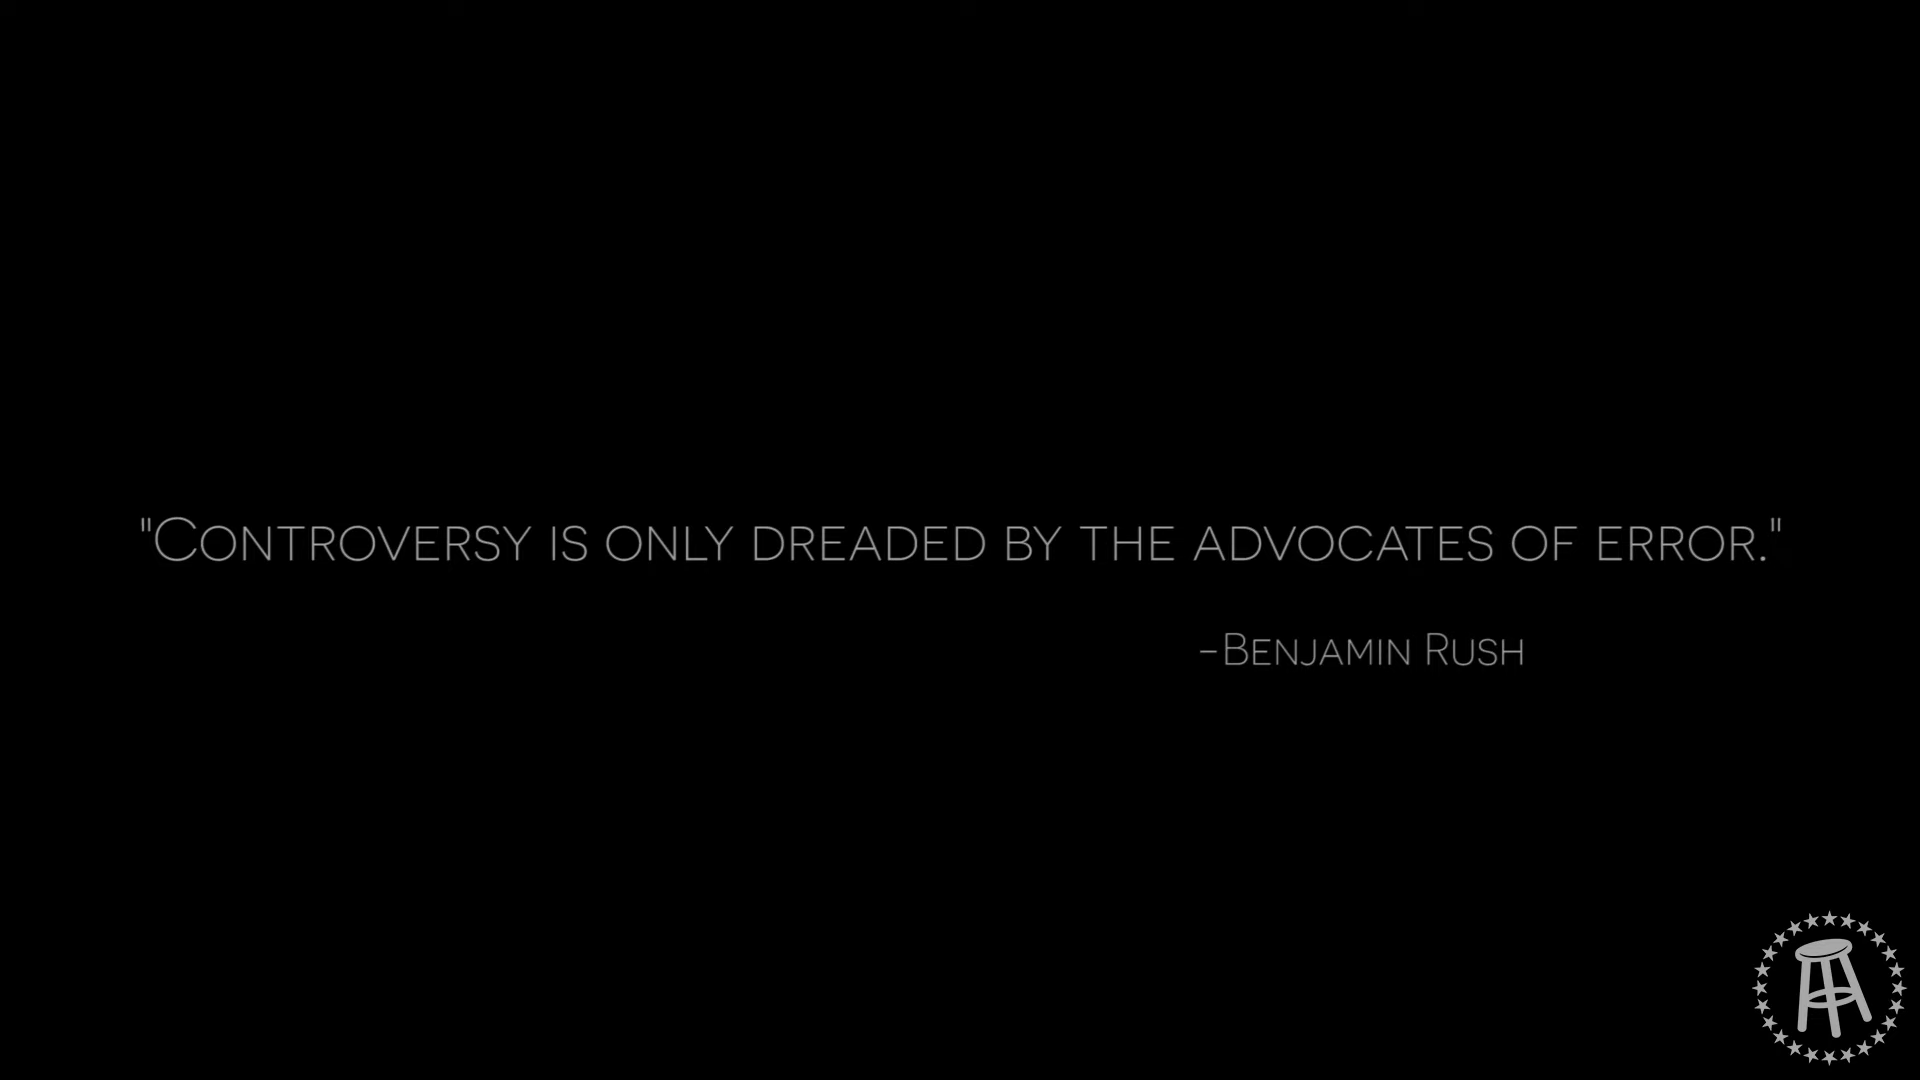 "Controversy is only dreaded by the advocates of error."
-Benjamin Rush